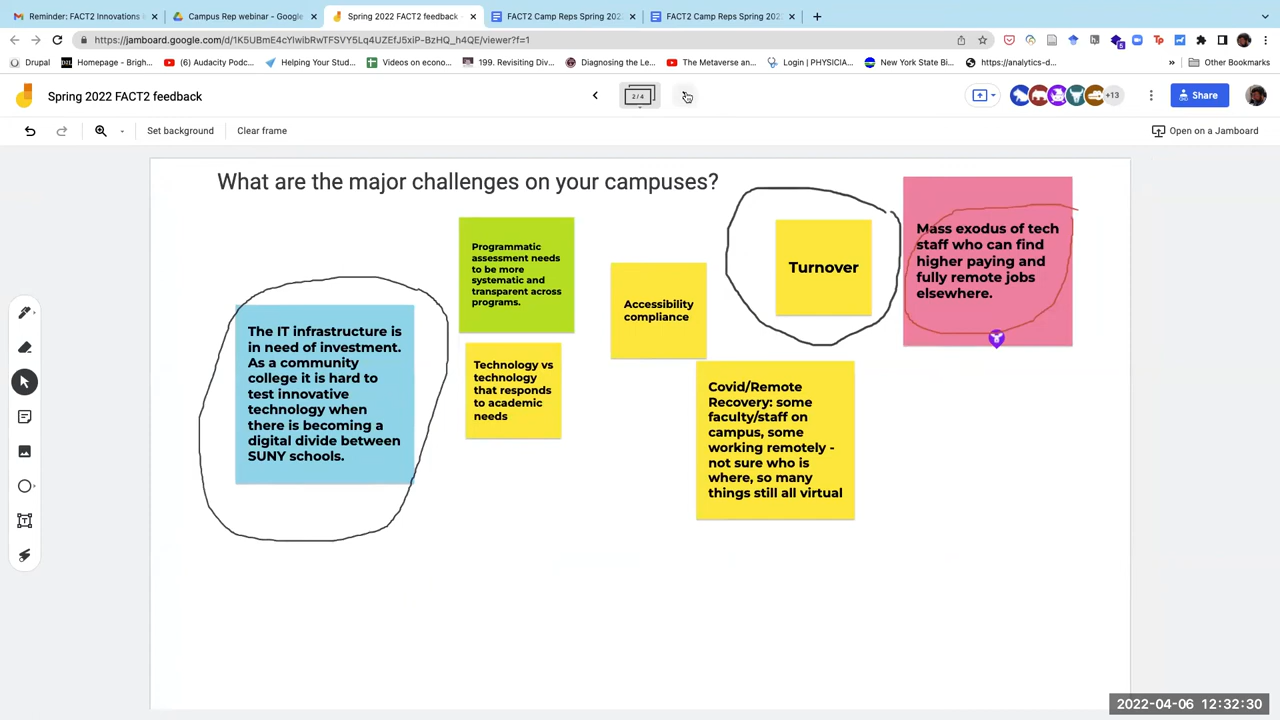 Reminder: FACT2 Innovations
Campus Rep webinar - Google
Spring 2022 FACT2 feedback -
FACT2 Camp Reps Spring 202
FACT2 Camp Reps Spring 202
https://jamboard.google.com/d/1K5UBmE4cYlwibRwTFSVY5Lq4UZEfJ5xiP-BzHQ_h4QE/viewer?f=1
Drupal
Homepage - Brigh...
(6) Audacity Podc...
Helping Your Stud...
Videos on econo...
199. Revisiting Div...
Diagnosing the Le...
The Metaverse an...
Login | PHYSICIA...
New York State Bi...
https://analytics-d...
»
Other Bookmarks
Spring 2022 FACT2 feedback
2 / 4
+13
Share
Set background
Clear frame
Open on a Jamboard
What are the major challenges on your campuses?
The IT infrastructure is
in need of investment.
As a community
college it is hard to
test innovative
technology when
there is becoming a
digital divide between
SUNY schools.
Programmatic
assessment needs
to be more
systematic and
transparent across
programs.
Technology vs
technology
that responds
to academic
needs
Accessibility
compliance
Turnover
Mass exodus of tech
staff who can find
higher paying and
fully remote jobs
elsewhere.
Covid/Remote
Recovery: some
faculty/staff on
campus, some
working remotely -
not sure who is
where, so many
things still all virtual
2022-04-06 12:32:30